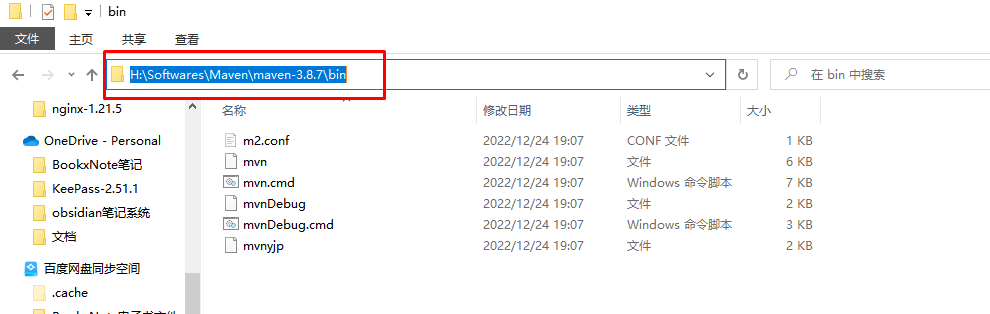 bin
文件 主页 共享 查看
H:\Softwares\Maven\maven-3.8.7\bin
在 bin 中搜索
nginx-1.21.5
OneDrive - Personal
BookxNote笔记
KeePass-2.51.1
obsidian笔记系统
文档
百度网盘同步空间
.cache
名称 修改日期 类型 大小
m2.conf 2022/12/24 19:07 CONF 文件 1 KB
mvn 2022/12/24 19:07 文件 6 KB
mvn.cmd 2022/12/24 19:07 Windows 命令脚本 7 KB
mvnDebug 2022/12/24 19:07 文件 2 KB
mvnDebug.cmd 2022/12/24 19:07 Windows 命令脚本 3 KB
mvnyjp 2022/12/24 19:07 文件 2 KB